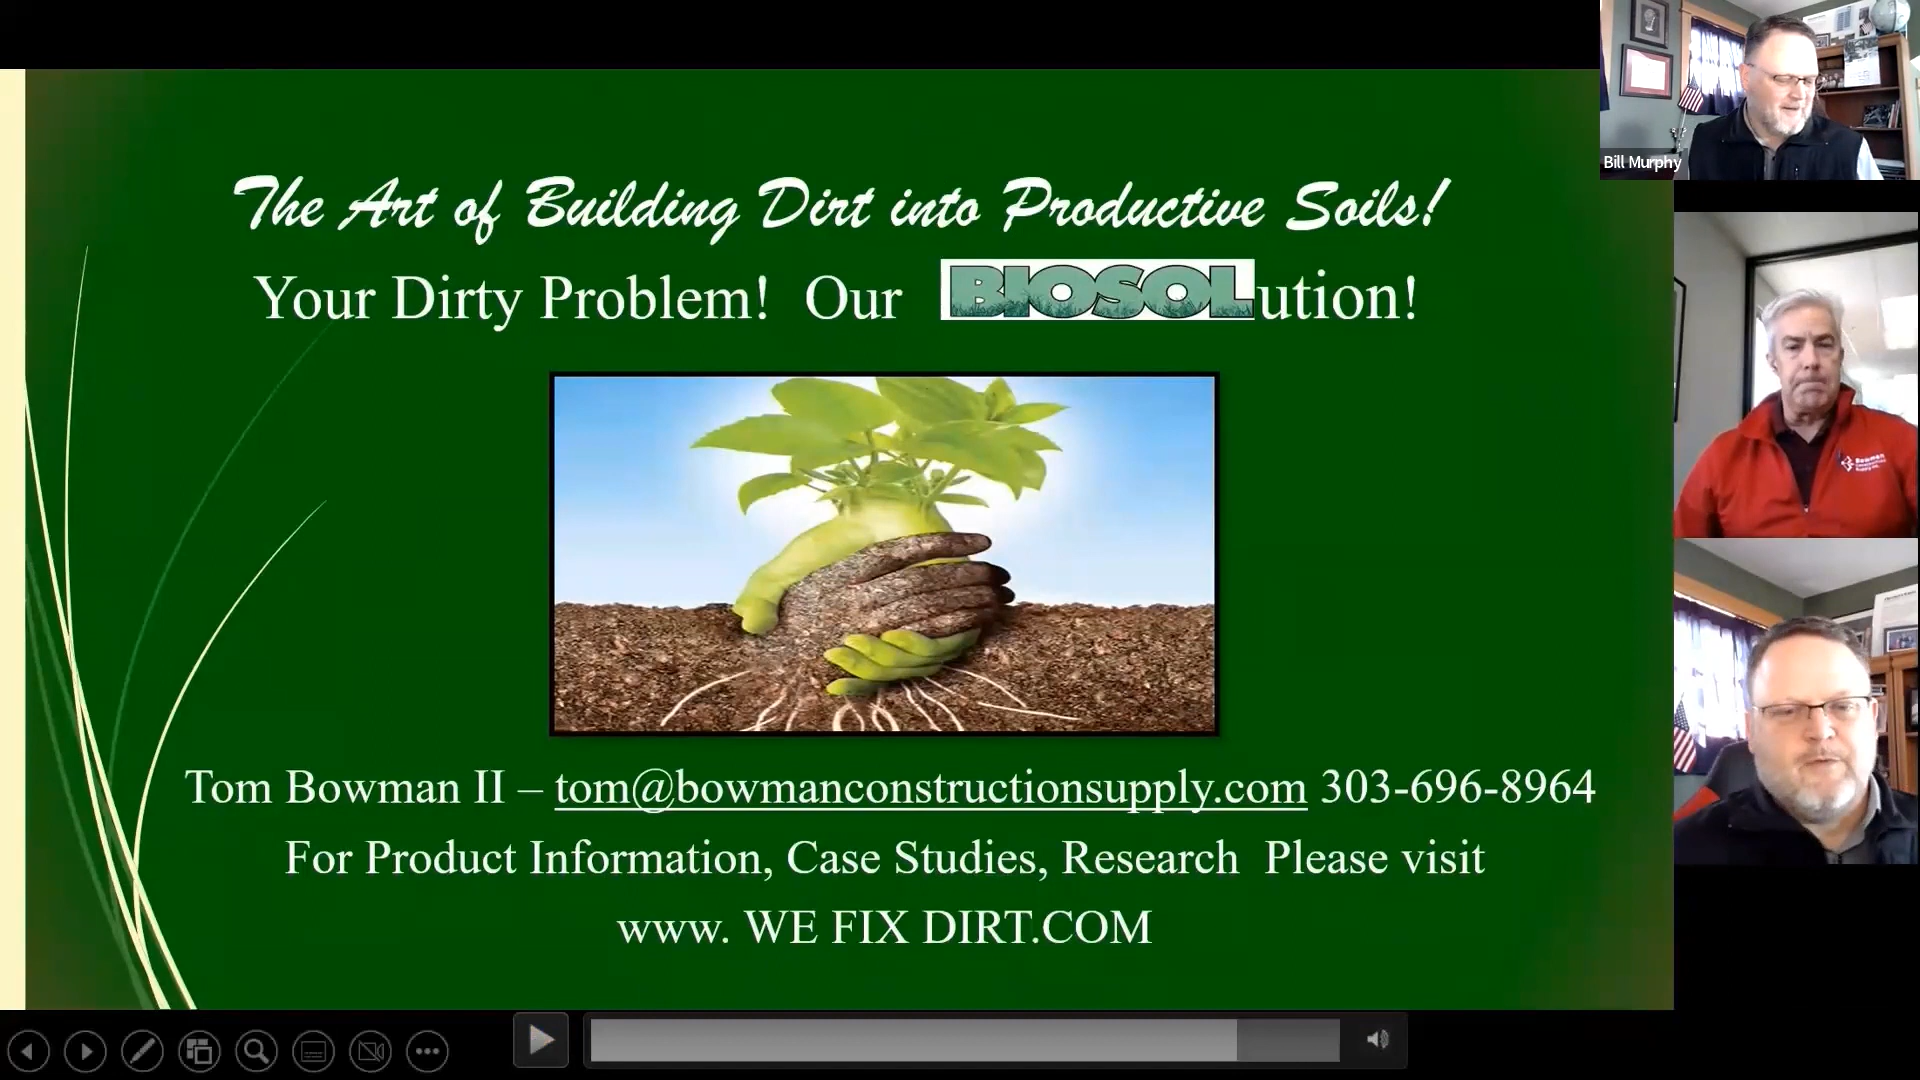 The Art of Building Dirt into Productive Soils!
Your Dirty Problem! Our BIOSOLution!
Tom Bowman II – tom@bowmanconstructionsupply.com 303-696-8964
For Product Information, Case Studies, Research Please visit
www. WE FIX DIRT.COM
Bill Murphy
Bowman